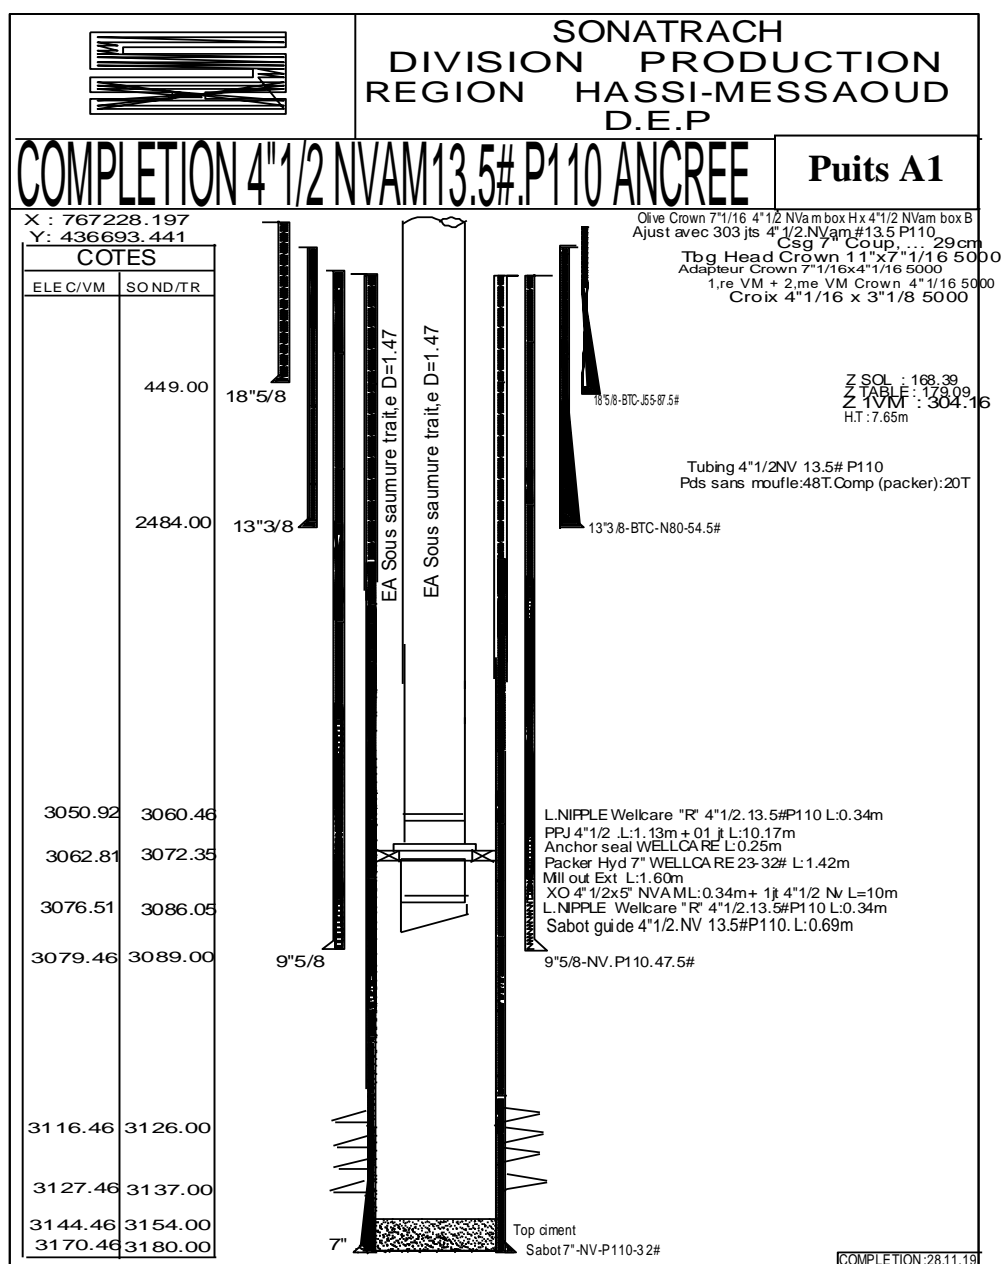 SONATRACH
DIVISION PRODUCTION
REGION HASSI-MESSAOUD
D.E.P
COMPLETION 4"1/2 NVAM13.5#.P110 ANCREE
Puits A1
X : 767228.197
Y: 436693.441
COTES
ELEC/VM SOND/TR
Olive Crown 7"1/16 4"1/2 NVam box H x 4"1/2 NVam box B
Ajust avec 303 jts 4"1/2.NVam #13.5 P110
Csg 7" Coup, ... 29cm
Tbg Head Crown 11"x7"1/16 5000
Adapteur Crown 7"1/16x4"1/16 5000
1,re VM + 2,me VM Crown 4"1/16 5000
Croix 4"1/16 x 3"1/8 5000
449.00
18"5/8
18"5/8-BTC-J55-87.5#
Z SOL : 168.39
Z TABLE : 179.09
Z 1VM : 304.16
H.T : 7.65m
EA Sous saumure trait,e D=1.47
EA Sous saumure trait,e D=1.47
Tubing 4"1/2NV 13.5# P110
Pds sans moufle:48T.Comp (packer):20T
2484.00
13"3/8
13"3/8-BTC-N80-54.5#
3050.92 3060.46
L.NIPPLE Wellcare "R" 4"1/2.13.5#P110 L:0.34m
PPJ 4"1/2 .L:1.13m + 01 jt L:10.17m
Anchor seal WELLCARE L:0.25m
3062.81 3072.35
Packer Hyd 7" WELLCARE 23-32# L:1.42m
Mill out Ext L:1.60m
XO 4"1/2x5" NVAM L:0.34m+ 1jt 4"1/2 Nv L=10m
3076.51 3086.05
L.NIPPLE Wellcare "R" 4"1/2.13.5#P110 L:0.34m
Sabot guide 4"1/2.NV 13.5#P110. L:0.69m
3079.46 3089.00
9"5/8
9"5/8-NV.P110.47.5#
3116.46 3126.00
3127.46 3137.00
3144.46 3154.00
Top ciment
3170.46 3180.00
7"
Sabot 7"-NV-P110-32#
COMPLETION :28.11.19